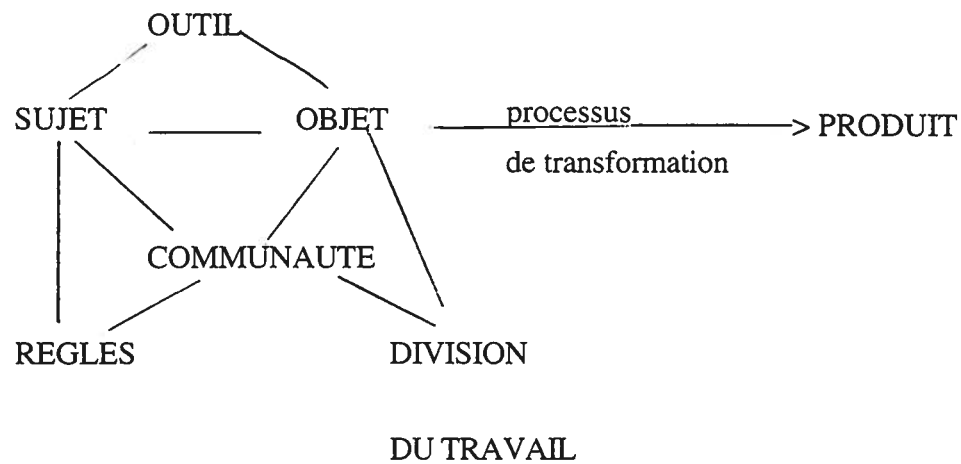 OUTIL
SUJET OBJET processus PRODUIT
de transformation
COMMUNAUTE
REGLES DIVISION
DU TRAVAIL